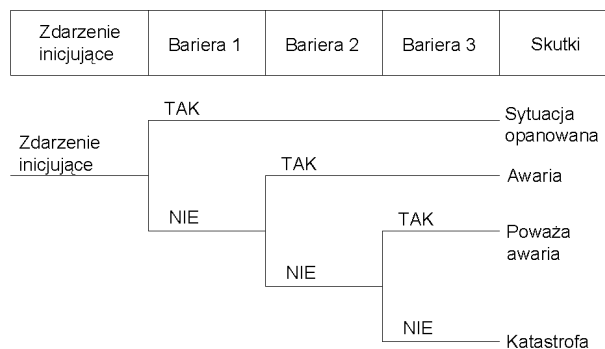 Zdarzenie
inicjujące
Bariera 1
Bariera 2
Bariera 3
Skutki
TAK
Sytuacja
opanowana
Zdarzenie
inicjujące
TAK
Awaria
NIE
TAK
Poważa
awaria
NIE
NIE
Katastrofa